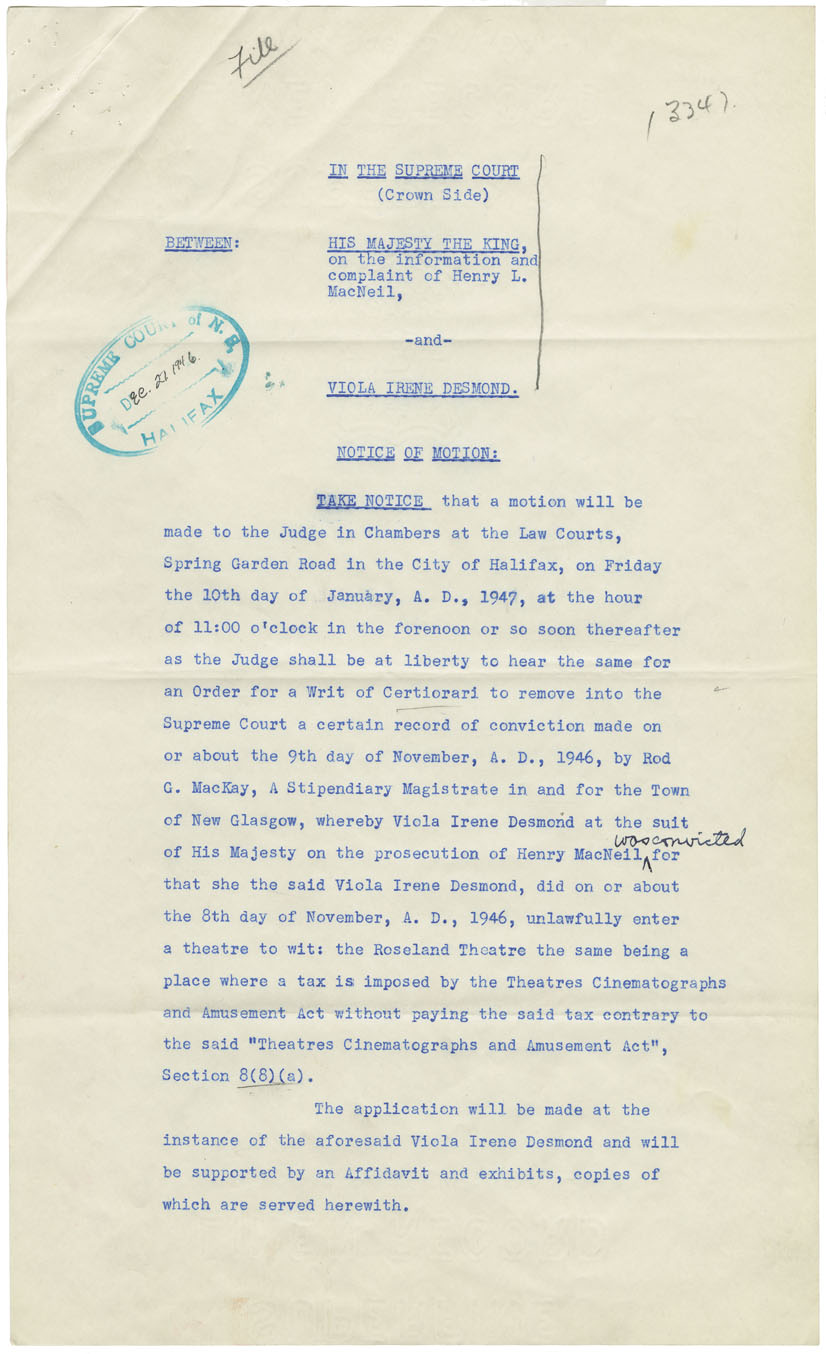 File
13347.
IN THE SUPREME COURT
(Crown Side)
BETWEEN:
HIS MAJESTY THE KING,
on the information and
complaint of Henry L.
MacNeil,
-and-
SUPREME COURT of N. S,
DEC. 21 1946.
HALIFAX
VIOLA IRENE DESMOND.
NOTICE OF MOTION:
TAKE NOTICE that a motion will be
made to the Judge in Chambers at the Law Courts,
Spring Garden Road in the City of Halifax, on Friday
the 10th day of January, A. D., 1947, at the hour
of 11:00 o'clock in the forenoon or so soon thereafter
as the Judge shall be at liberty to hear the same for
an Order for a Writ of Certiorari to remove into the
Supreme Court a certain record of conviction made on
or about the 9th day of November, A. D., 1946, by Rod
G. MacKay, A Stipendiary Magistrate in and for the Town
of New Glasgow, whereby Viola Irene Desmond at the suit
was convicted
of His Majesty on the prosecution of Henry MacNeil for
that she the said Viola Irene Desmond, did on or about
the 8th day of November, A. D., 1946, unlawfully enter
a theatre to wit: the Roseland Theatre the same being a
place where a tax is imposed by the Theatres Cinematographs
and Amusement Act without paying the said tax contrary to
the said "Theatres Cinematographs and Amusement Act",
Section 8(8)(a).
The application will be made at the
instance of the aforesaid Viola Irene Desmond and will
be supported by an Affidavit and exhibits, copies of
which are served herewith.